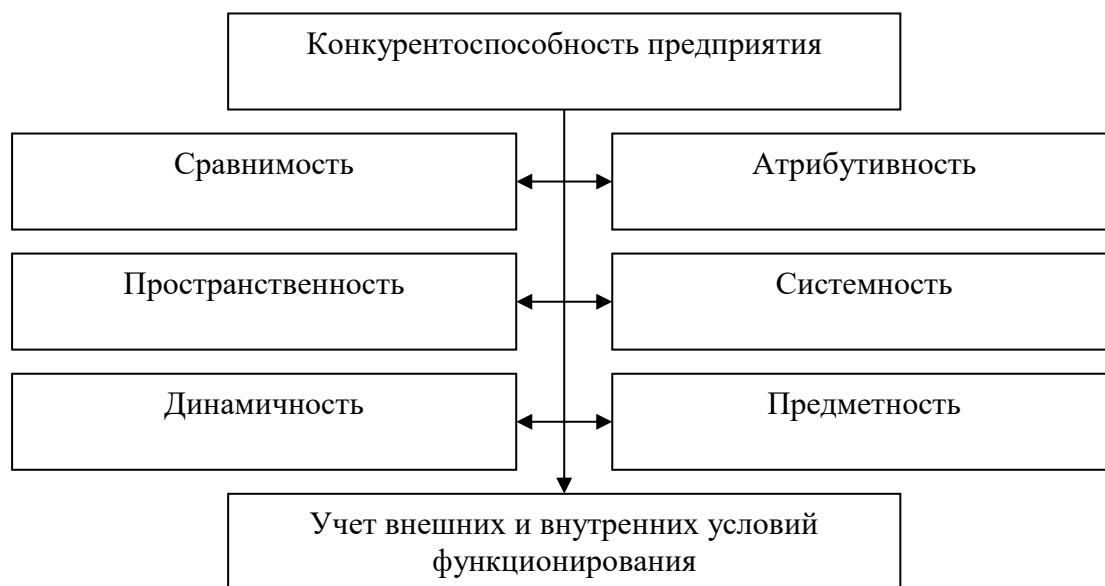 Конкурентоспособность предприятия
Сравнимость
Атрибутивность
Пространственность
Системность
Динамичность
Предметность
Учет внешних и внутренних условий
функционирования